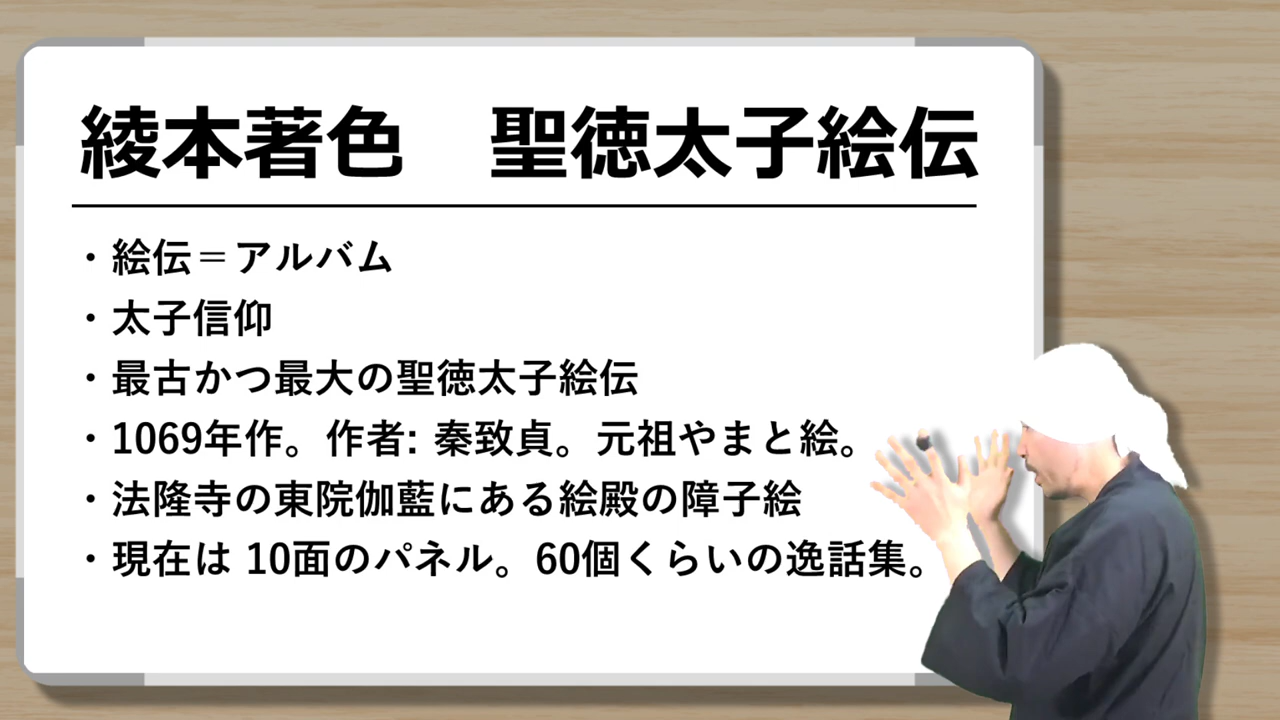 綾本著色　聖徳太子絵伝
・絵伝＝アルバム
・太子信仰
・最古かつ最大の聖徳太子絵伝
・1069年作。作者: 秦致貞。元祖やまと絵。
・法隆寺の東院伽藍にある絵殿の障子絵
・現在は 10面のパネル。60個くらいの逸話集。